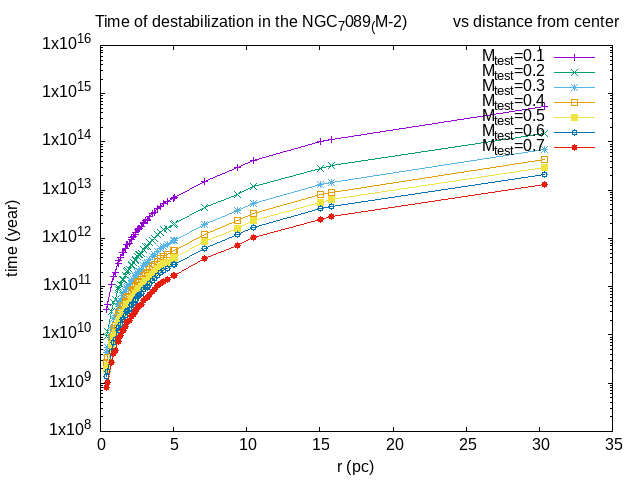 Time of destabilization in the NGC7089(M-2) vs distance from center
1x10^16
1x10^15
1x10^14
1x10^13
1x10^12
1x10^11
1x10^10
1x10^9
1x10^8
time (year)
Mtest=0.1
Mtest=0.2
Mtest=0.3
Mtest=0.4
Mtest=0.5
Mtest=0.6
Mtest=0.7
0 5 10 15 20 25 30 35
r (pc)